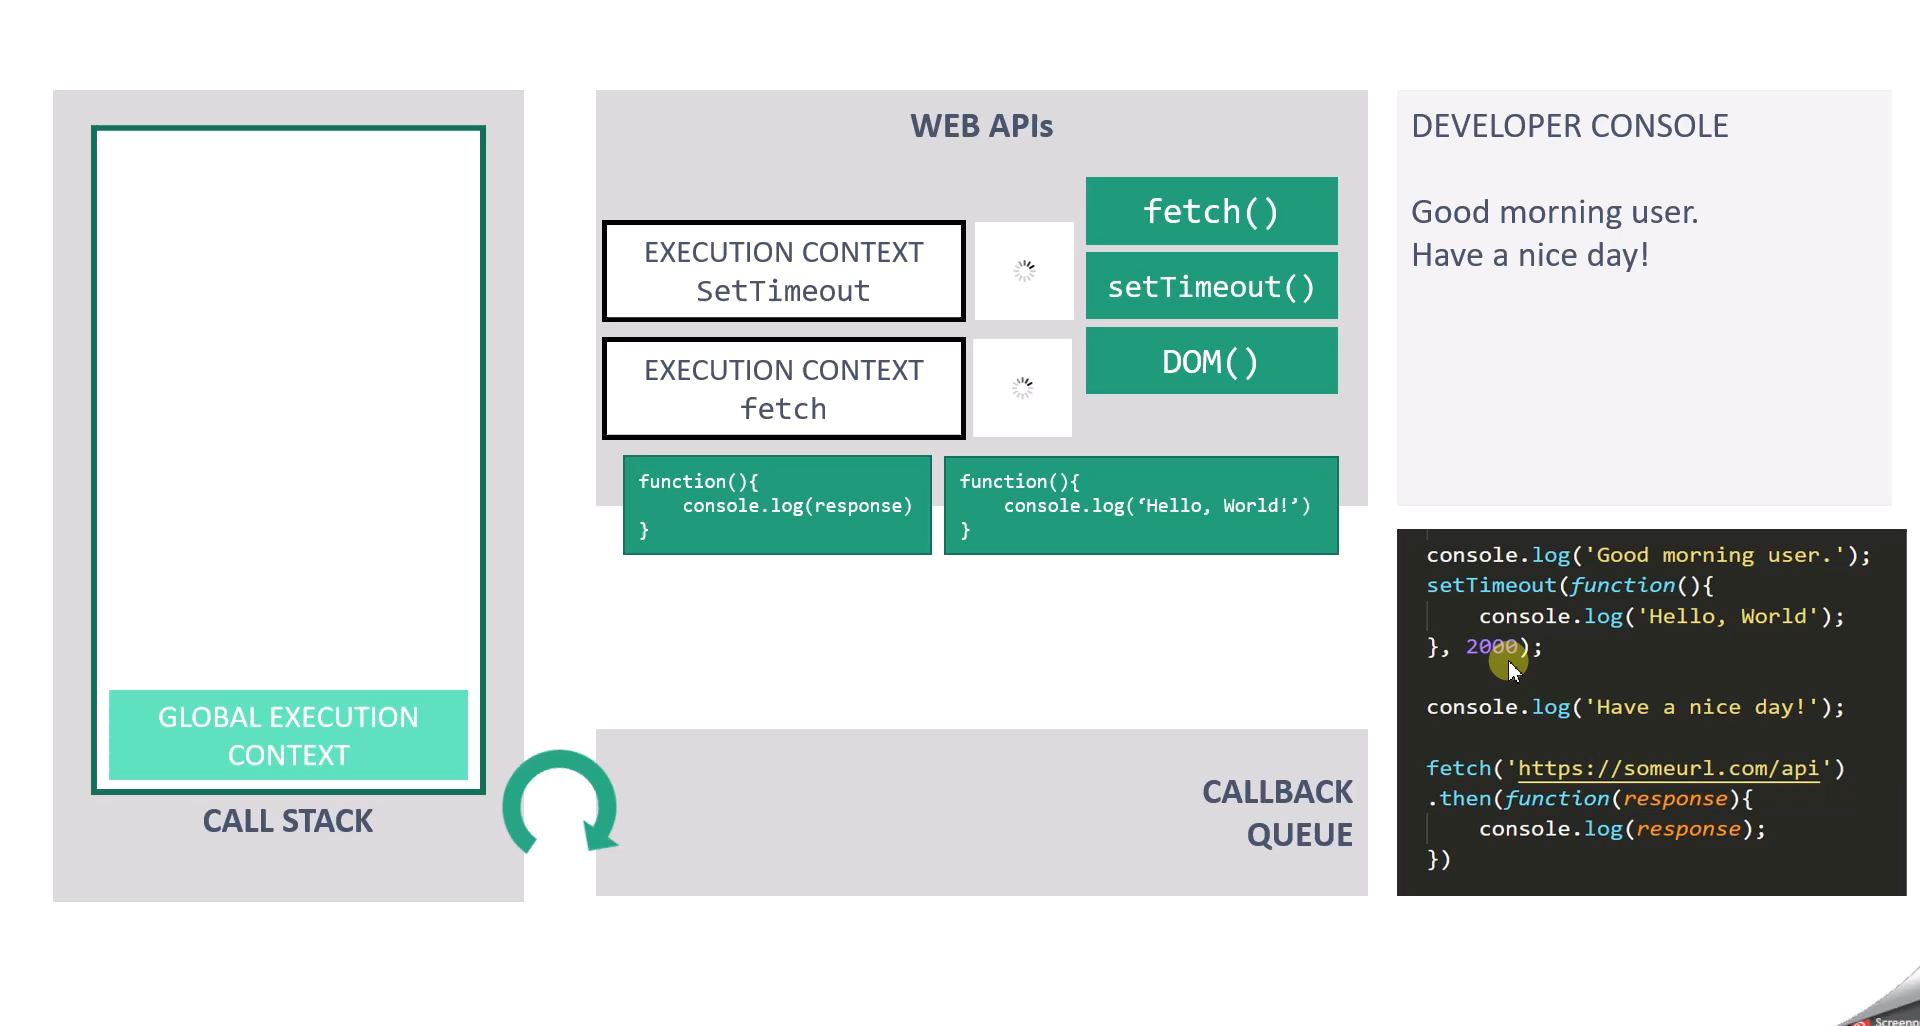 GLOBAL EXECUTION
CONTEXT
CALL STACK
WEB APIs
EXECUTION CONTEXT
SetTimeout
EXECUTION CONTEXT
fetch
fetch()
setTimeout()
DOM()
function(){
    console.log(response)
}
function(){
    console.log(‘Hello, World!’)
}
CALLBACK
QUEUE
DEVELOPER CONSOLE
Good morning user.
Have a nice day!
console.log('Good morning user.');
setTimeout(function(){
    console.log('Hello, World');
}, 2000);
console.log('Have a nice day!');
fetch('https://someurl.com/api')
.then(function(response){
    console.log(response);
})